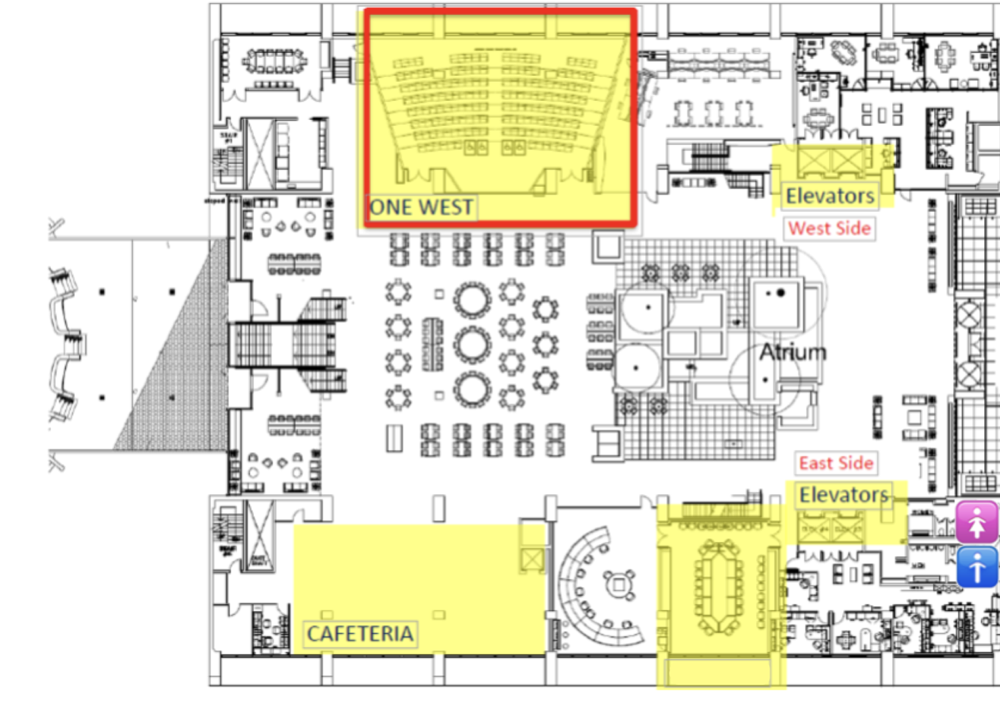 ONE WEST
Elevators
West Side
Atrium
East Side
Elevators
CAFETERIA